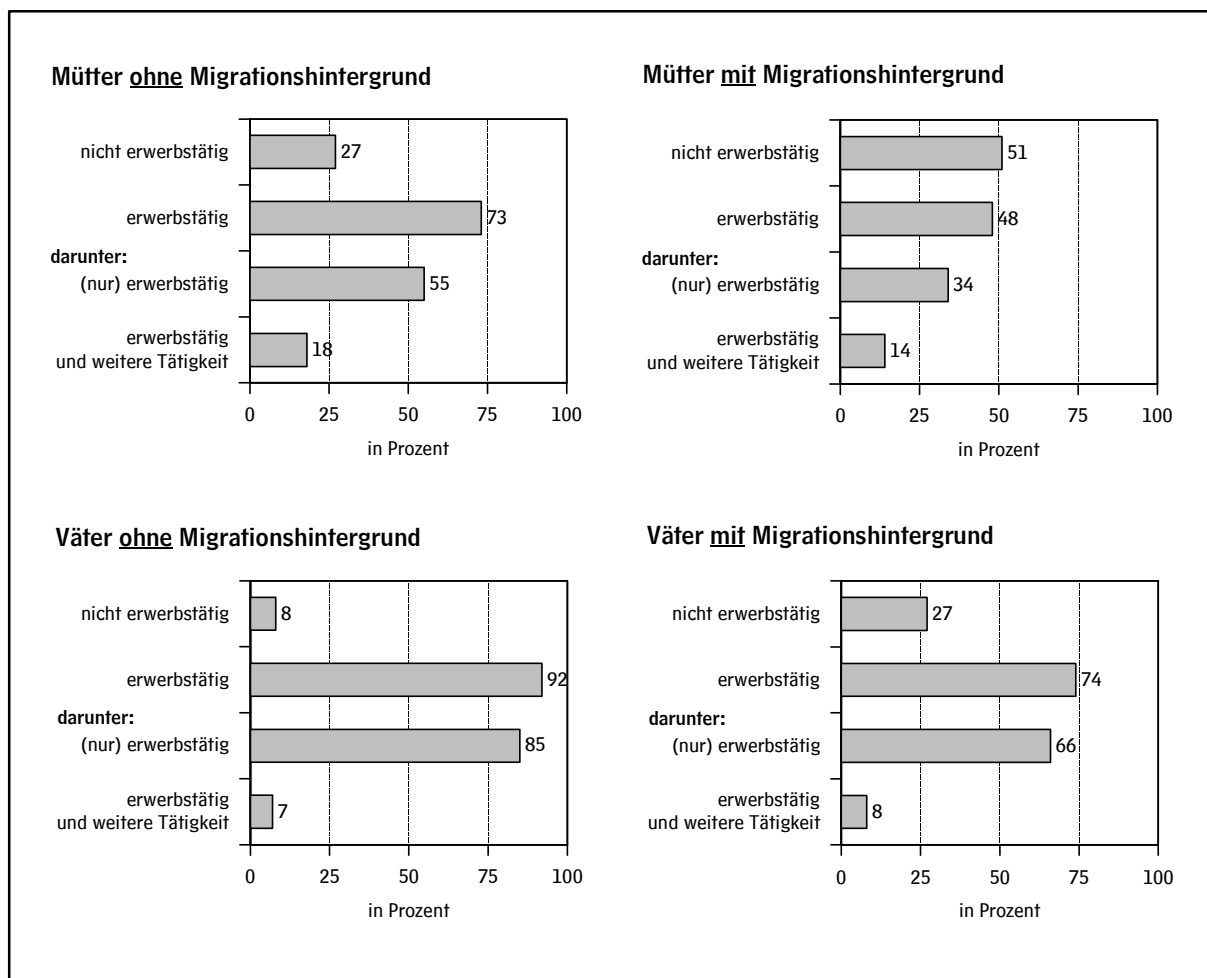 Mütter ohne Migrationshintergrund
nicht erwerbstätig
27
erwerbstätig
73
darunter:
(nur) erwerbstätig
55
erwerbstätig
und weitere Tätigkeit
18
0 25 50 75 100
in Prozent
Mütter mit Migrationshintergrund
nicht erwerbstätig
51
erwerbstätig
48
darunter:
(nur) erwerbstätig
34
erwerbstätig
und weitere Tätigkeit
14
0 25 50 75 100
in Prozent
Väter ohne Migrationshintergrund
nicht erwerbstätig
8
erwerbstätig
92
darunter:
(nur) erwerbstätig
85
erwerbstätig
und weitere Tätigkeit
7
0 25 50 75 100
in Prozent
Väter mit Migrationshintergrund
nicht erwerbstätig
27
erwerbstätig
74
darunter:
(nur) erwerbstätig
66
erwerbstätig
und weitere Tätigkeit
8
0 25 50 75 100
in Prozent